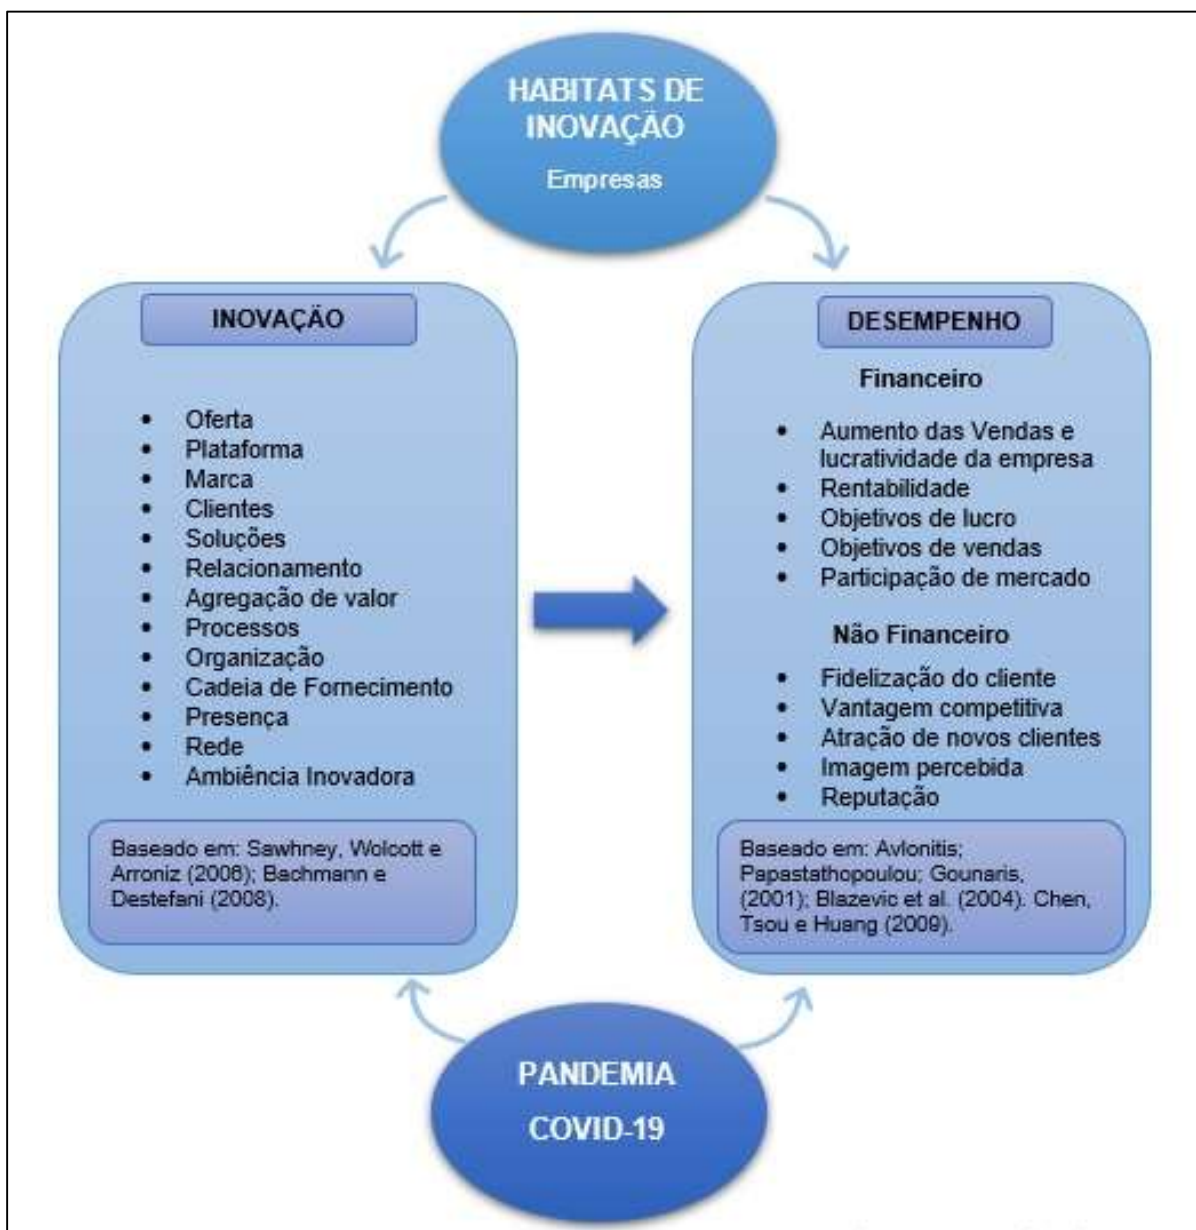 HABITATS DE
INOVAÇÃO
Empresas
INOVAÇÃO
• Oferta
• Plataforma
• Marca
• Clientes
• Soluções
• Relacionamento
• Agregação de valor
• Processos
• Organização
• Cadeia de Fornecimento
• Presença
• Rede
• Ambiência Inovadora
Baseado em: Sawhney, Wolcott e
Arroniz (2006); Bachmann e
Destefani (2008).
DESEMPENHO
Financeiro
• Aumento das Vendas e
lucratividade da empresa
• Rentabilidade
• Objetivos de lucro
• Objetivos de vendas
• Participação de mercado
Não Financeiro
• Fidelização do cliente
• Vantagem competitiva
• Atração de novos clientes
• Imagem percebida
• Reputação
Baseado em: Avlonitis;
Papastathopoulou; Gounaris,
(2001); Blazevic et al. (2004). Chen,
Tsou e Huang (2009).
PANDEMIA
COVID-19